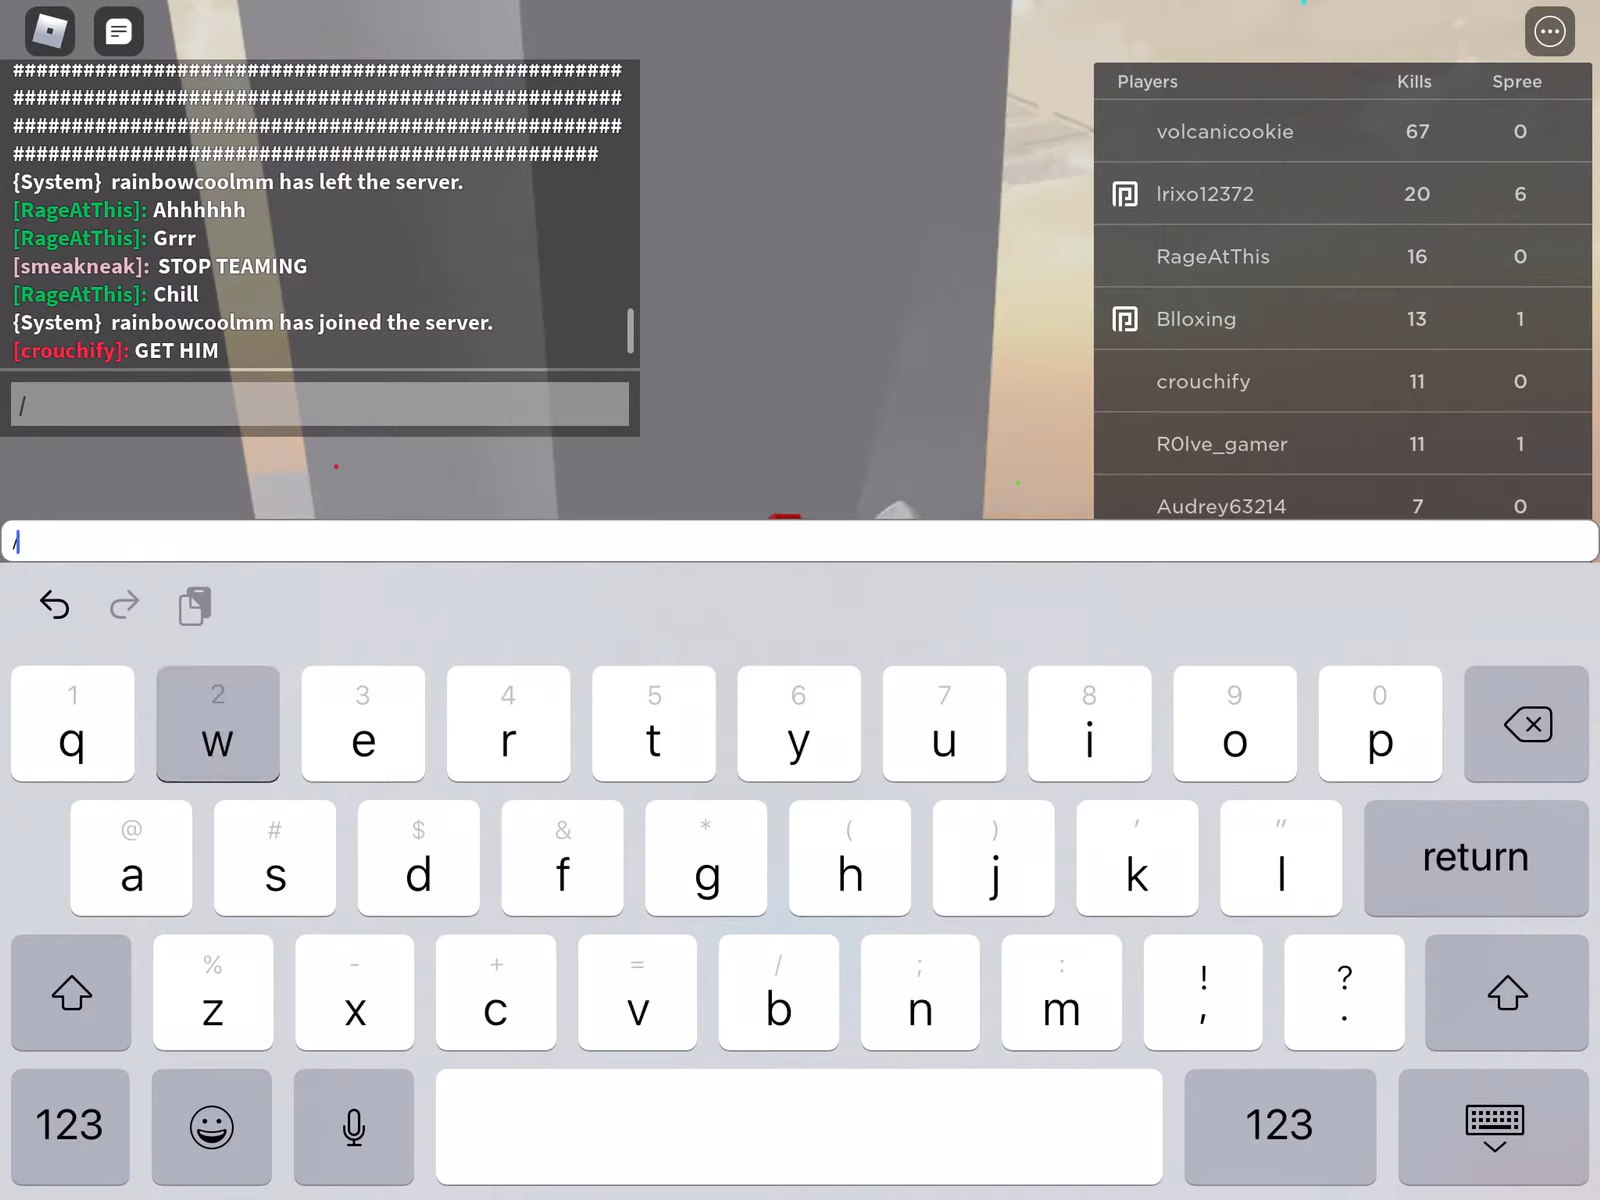 ####################################################
####################################################
####################################################
##################################################
{System} rainbowcoolmm has left the server.
[RageAtThis]: Ahhhhhh
[RageAtThis]: Grrr
[smeakneak]: STOP TEAMING
[RageAtThis]: Chill
{System} rainbowcoolmm has joined the server.
[crouchify]: GET HIM
/
Players Kills Spree
volcanicookie 67 0
lrixo12372 20 6
RageAtThis 16 0
Blloxing 13 1
crouchify 11 0
R0lve_gamer 11 1
Audrey63214 7 0
/
1 2 3 4 5 6 7 8 9 0
q w e r t y u i o p
@ # $ & * ( ) ' "
a s d f g h j k l return
% - + = / ; : ! ?
z x c v b n m , .
123 123